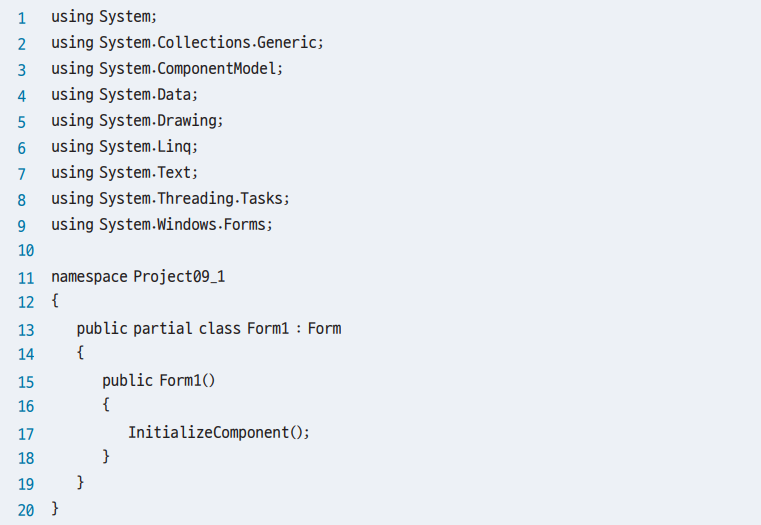 1 using System;
2 using System.Collections.Generic;
3 using System.ComponentModel;
4 using System.Data;
5 using System.Drawing;
6 using System.Linq;
7 using System.Text;
8 using System.Threading.Tasks;
9 using System.Windows.Forms;
10
11 namespace Project09_1
12 {
13 public partial class Form1 : Form
14 {
15 public Form1()
16 {
17 InitializeComponent();
18 }
19 }
20 }